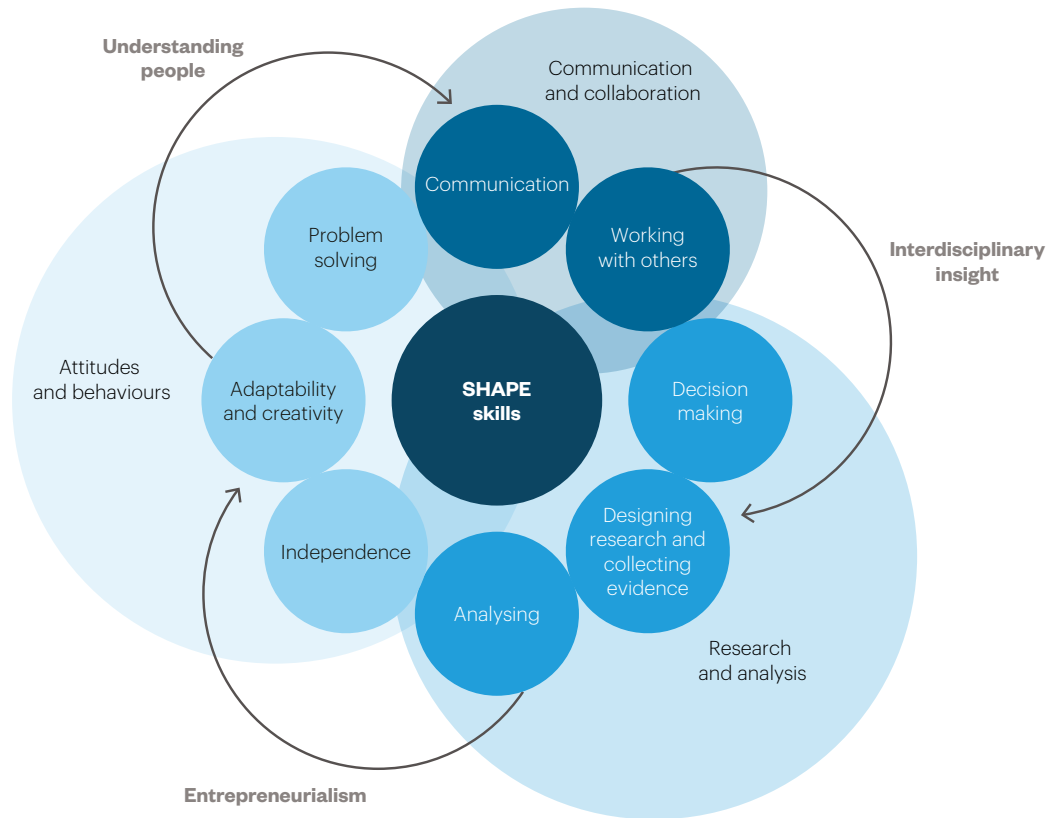 Understanding
people
Communication
and collaboration
Communication
Problem
solving
Working
with others
Interdisciplinary
insight
Attitudes
and behaviours
Adaptability
and creativity
SHAPE
skills
Decision
making
Independence
Designing
research and
collecting
evidence
Analysing
Research
and analysis
Entrepreneurialism